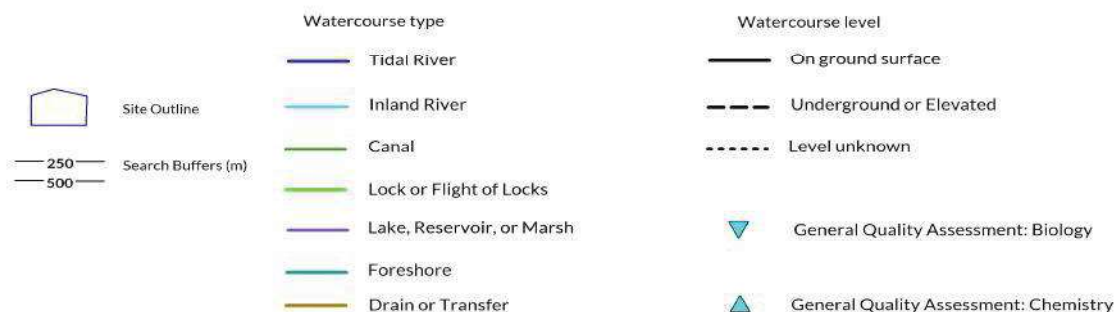 Watercourse type
Watercourse level
Tidal River
On ground surface
Site Outline
Inland River
Underground or Elevated
250
Search Buffers (m)
500
Canal
Level unknown
Lock or Flight of Locks
Lake, Reservoir, or Marsh
General Quality Assessment: Biology
Foreshore
Drain or Transfer
General Quality Assessment: Chemistry